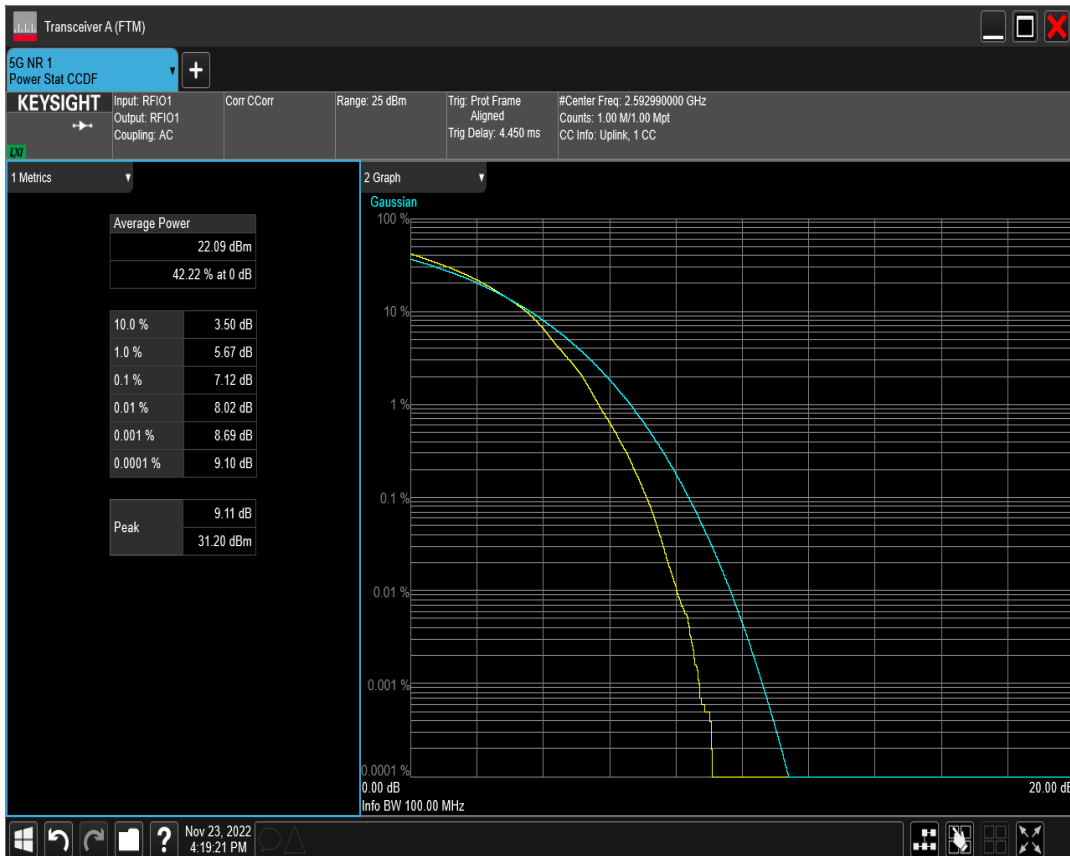 Transceiver A (FTM)
5G NR 1
Power Stat CCDF
+
KEYSIGHT
LXI
Input: RFIO1
Output: RFIO1
Coupling: AC
Corr CCorr
Range: 25 dBm
Trig: Prot Frame
Aligned
Trig Delay: 4.450 ms
#Center Freq: 2.592990000 GHz
Counts: 1.00 M/1.00 Mpt
CC Info: Uplink, 1 CC
1 Metrics
Average Power
22.09 dBm
42.22 % at 0 dB
10.0 % 3.50 dB
1.0 % 5.67 dB
0.1 % 7.12 dB
0.01 % 8.02 dB
0.001 % 8.69 dB
0.0001 % 9.10 dB
Peak
9.11 dB
31.20 dBm
2 Graph
Gaussian
100 %
10 %
1 %
0.1 %
0.01 %
0.001 %
0.0001 %
0.00 dB 20.00 dB
Info BW 100.00 MHz
?
Nov 23, 2022
4:19:21 PM